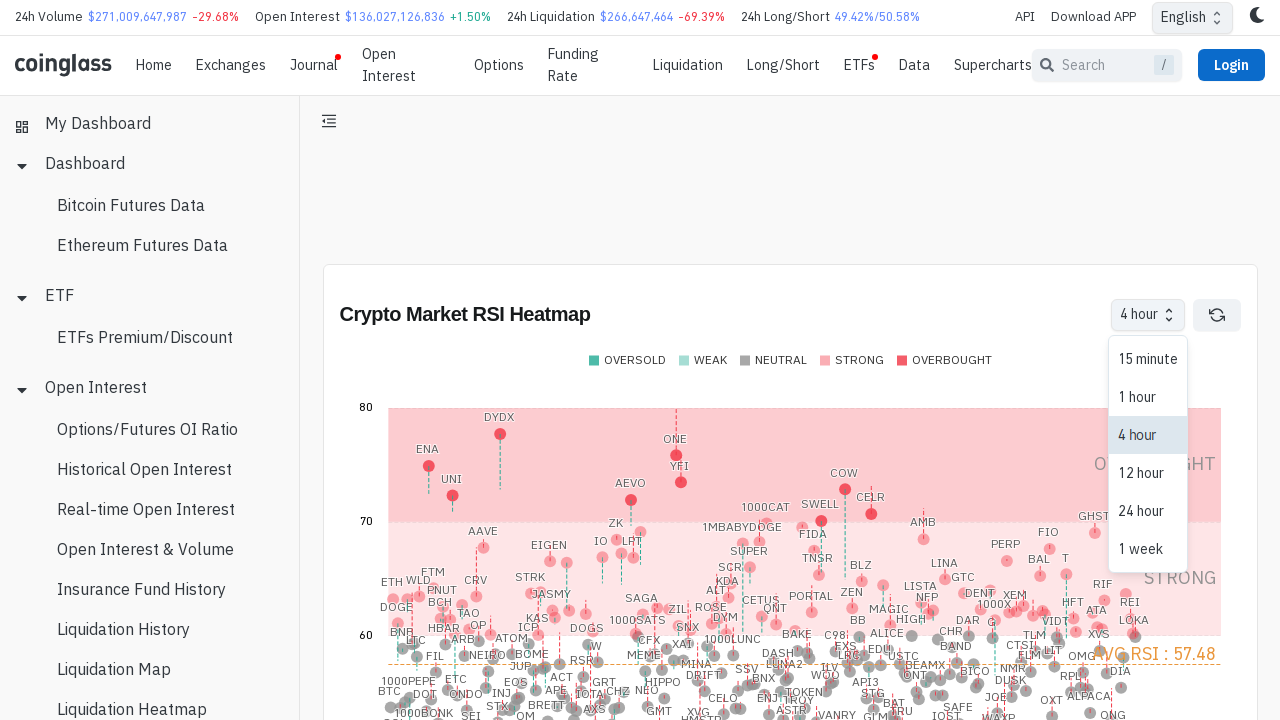 24h Volume $271,009,647,987 -29.68% Open Interest $136,027,126,836 +1.50% 24h Liquidation $266,647,464 -69.39% 24h Long/Short 49.42%/50.58% API Download APP English
coinglass Home Exchanges Journal Open Interest Options Funding Rate Liquidation Long/Short ETFs Data Supercharts Search / Login
My Dashboard
Dashboard
Bitcoin Futures Data
Ethereum Futures Data
ETF
ETFs Premium/Discount
Open Interest
Options/Futures OI Ratio
Historical Open Interest
Real-time Open Interest
Open Interest & Volume
Insurance Fund History
Liquidation History
Liquidation Map
Liquidation Heatmap
Crypto Market RSI Heatmap
4 hour
15 minute
1 hour
4 hour
12 hour
24 hour
1 week
OVERSOLD WEAK NEUTRAL STRONG OVERBOUGHT
80
DYDX
ONE
ENA
YFI
UNI
AEVO
COW
CELR
SWELL
1000CAT
GHST
70
ZK
1MBABYDOGE
AMB
AAVE
IO
LPT
FIDA
FIO
EIGEN
SUPER
TNSR
PERP
BAL
T
SCR
BLZ
LINA
FTM
STRONG
ETH
WLD
CRV
STRK
KDA
GTC
RIF
PNUT
JASMY
ALT
LISTA
DENT
BCH
SAGA
CETUS
PORTAL
ZEN
NFP
1000X
XEM
HFT
REI
DOGE
TAO
ZIL
ROSE
QNT
MAGIC
ATA
OP
KAS
1000SATS
DYM
BB
HIGH
DAR
G
VIDT
LOKA
60
BNB
LTC
HBAR
ARB
ATOM
ICP
DOGS
CFX
SNX
XAI
1000LUNC
BAKE
C98
ALICE
CHR
BAND
TLM
CTSI
XVS
FIL
NEIRO
BOME
RSR
W
MEME
DASH
FXS
LRC
EDU
USTC
FLM
LIT
OMG
AVG RSI : 57.48
JUP
MINA
SSV
LUNA2
ILV
BEAMX
BICO
NMR
RPL
DIA
1000PEPE
ETC
EOS
ACT
GRT
HIPPO
DRIFT
BNX
WOO
API3
ONT
DUSK
BTC
DOT
ONDO
INJ
APE
IOTA
CHZ
NEO
CELO
ENJ
TOKEN
STG
JOE
OXT
ALPACA
1000BONK
SEI
STX
OM
BRETT
AXS
GMT
XVG
TROY
ASTR
VANRY
BAT
TRU
SAFE
IOST
ONG